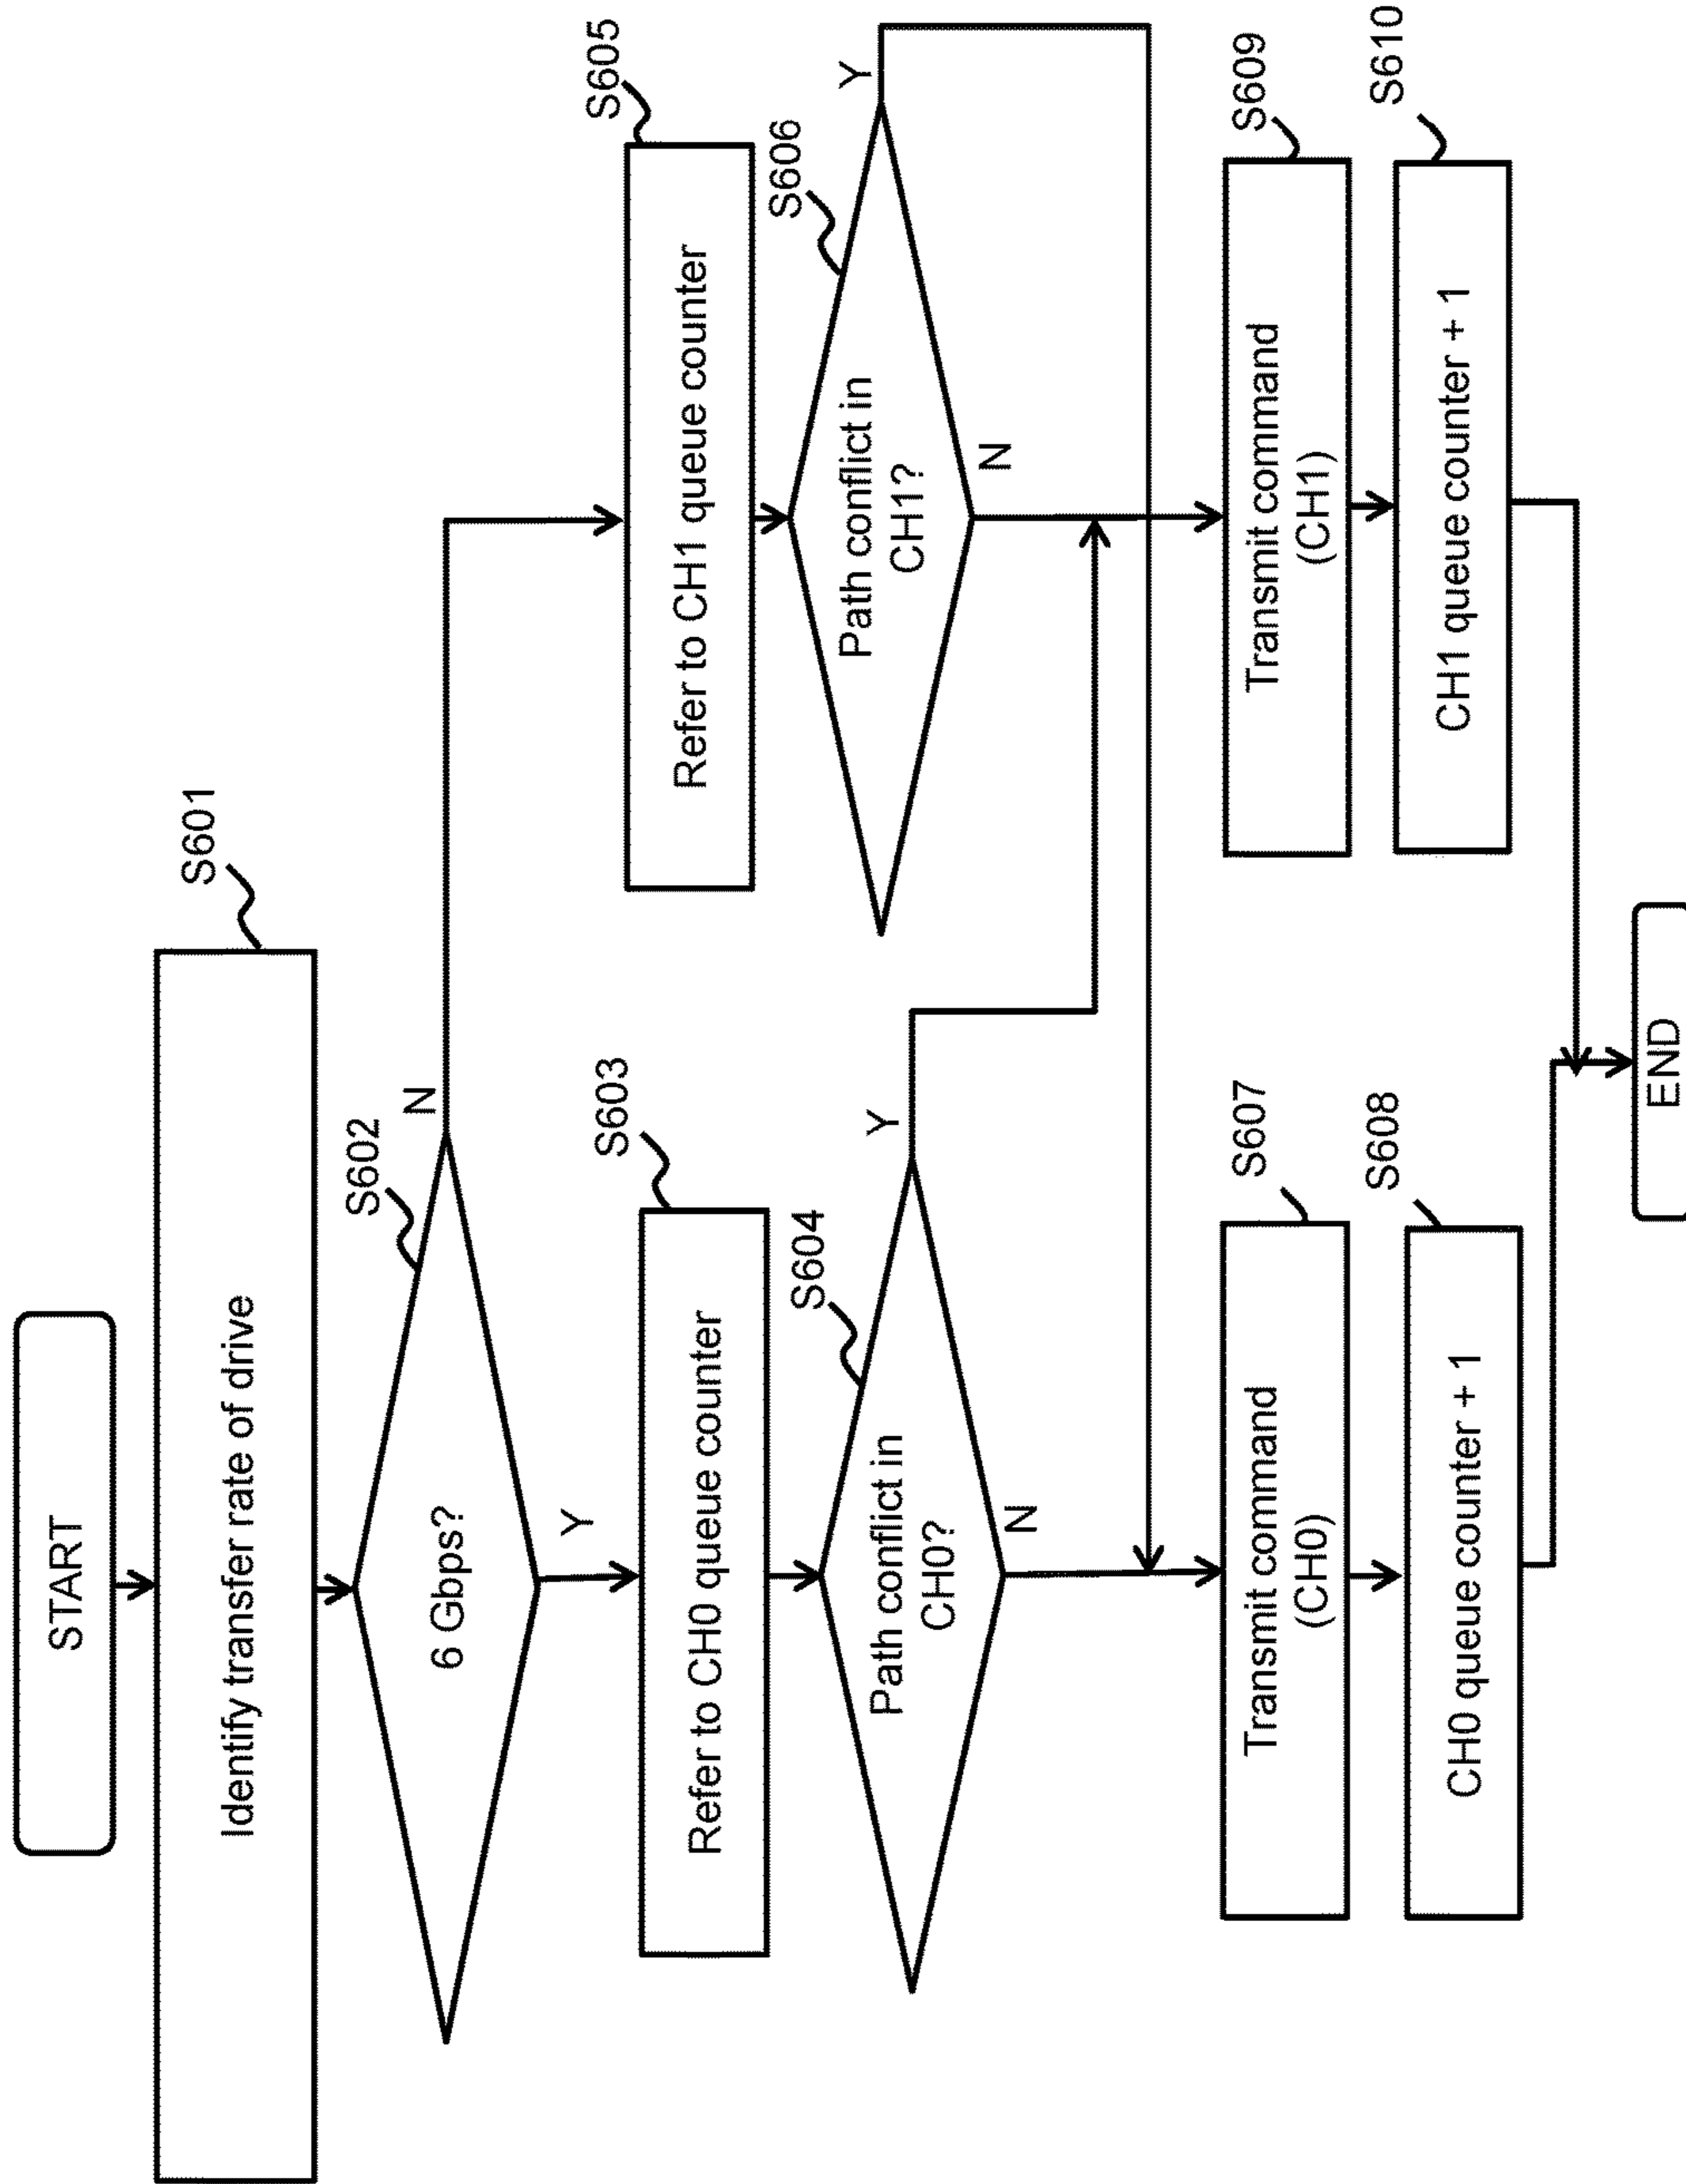 START
S601
Identify transfer rate of drive
S602
6 Gbps?
N
Y
S603
Refer to CH0 queue counter
S605
Refer to CH1 queue counter
S604
Path conflict in
CH0?
Y
N
S606
Path conflict in
CH1?
Y
N
S607
Transmit command
(CH0)
S609
Transmit command
(CH1)
S608
CH0 queue counter + 1
S610
CH1 queue counter + 1
END